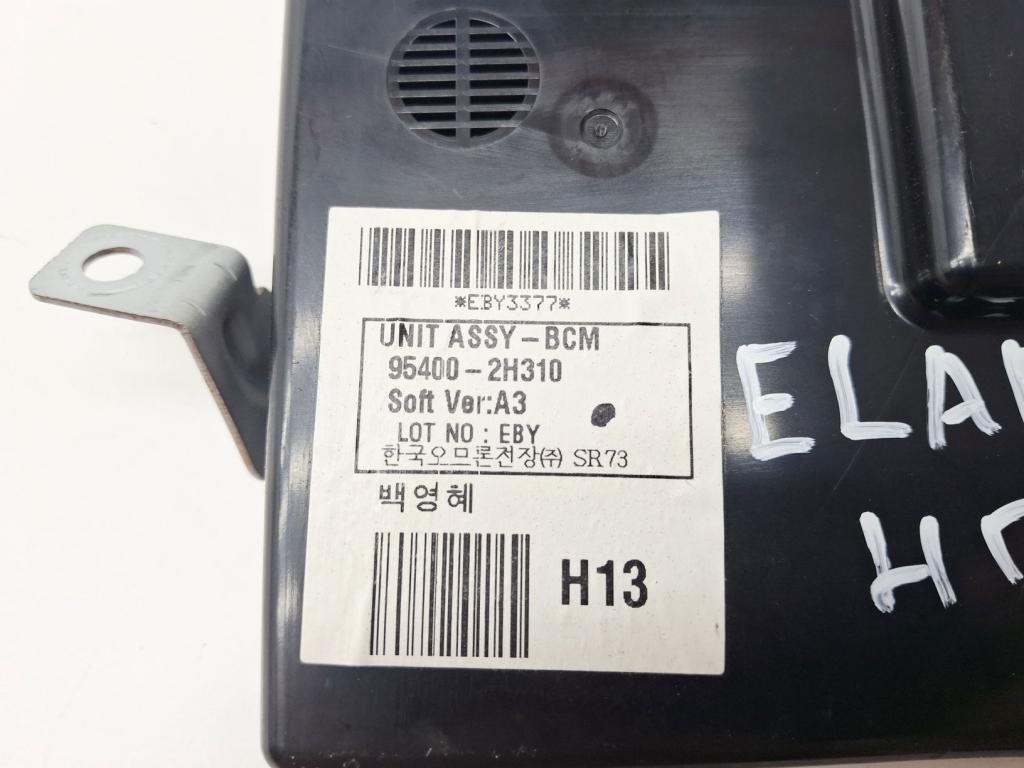 *EBY3377*
UNIT ASSY-BCM
95400-2H310
Soft Ver:A3
LOT NO : EBY
한국오므론전장(주) SR73
백영혜
H13
ELA
H